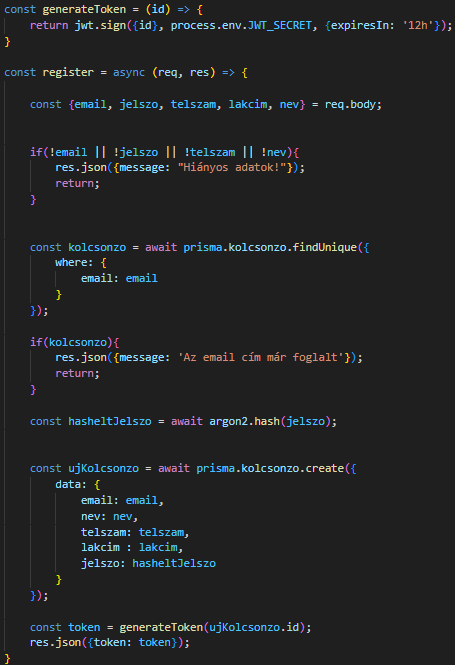 const generateToken = (id) => {
    return jwt.sign({id}, process.env.JWT_SECRET, {expiresIn: '12h'});
}
const register = async (req, res) => {
    const {email, jelszo, telszam, lakcim, nev} = req.body;
    if(!email || !jelszo || !telszam || !nev){
        res.json({message: "Hiányos adatok!"});
        return;
    }
    const kolcsonzo = await prisma.kolcsonzo.findUnique({
        where: {
            email: email
        }
    });
    if(kolcsonzo){
        res.json({message: 'Az email cím már foglalt'});
        return;
    }
    const hasheltJelszo = await argon2.hash(jelszo);
    const ujKolcsonzo = await prisma.kolcsonzo.create({
        data: {
            email: email,
            nev: nev,
            telszam: telszam,
            lakcim : lakcim,
            jelszo: hasheltJelszo
        }
    });
    const token = generateToken(ujKolcsonzo.id);
    res.json({token: token});
}